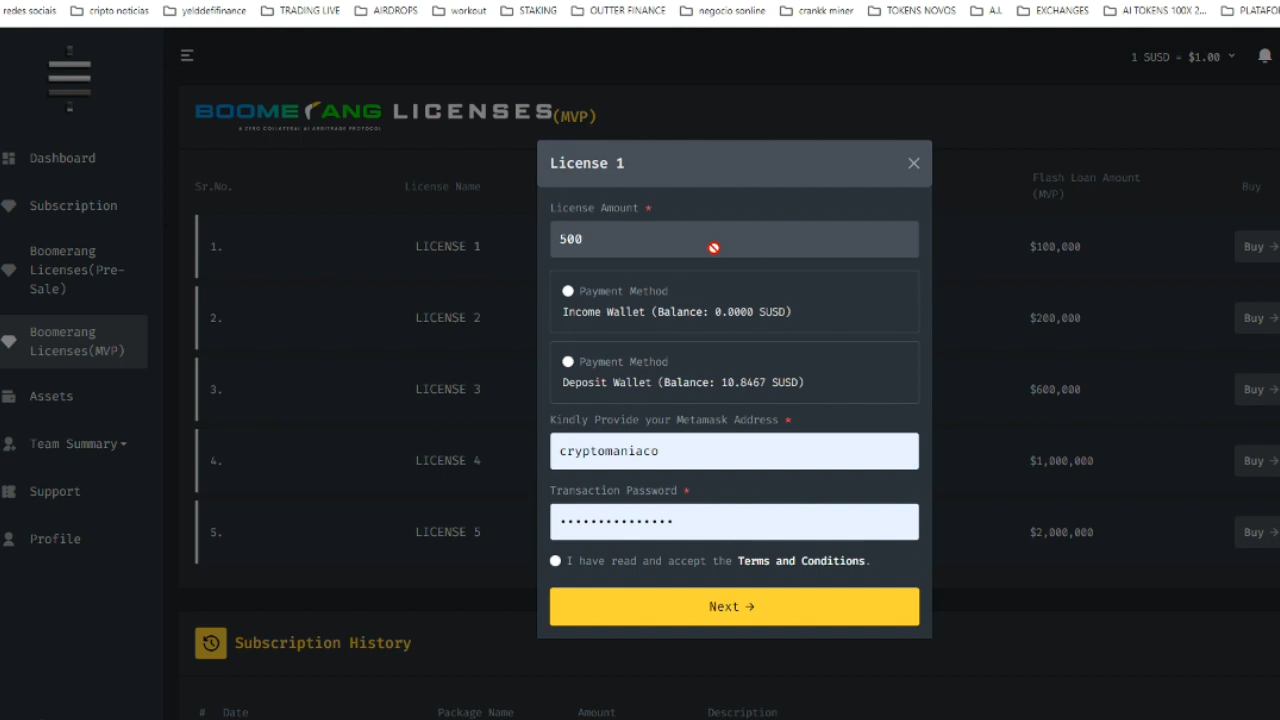 redes sociais cripto noticias yelddefifinance TRADING LIVE AIRDROPS workout STAKING OUTTER FINANCE negocio sonline crankk miner TOKENS NOVOS A.I. EXCHANGES AI TOKENS 100X 2... PLATAFO
1 SUSD = $1.00
BOOMERANG LICENSES(MVP)
A ZERO COLLATERAL AI ARBITRAGE PROTOCOL
Dashboard
Subscription
Boomerang
Licenses(Pre-
Sale)
Boomerang
Licenses(MVP)
Assets
Team Summary
Support
Profile
Sr.No. License Name Flash Loan Amount
(MVP) Buy
1. LICENSE 1 $100,000 Buy →
2. LICENSE 2 $200,000 Buy →
3. LICENSE 3 $600,000 Buy →
4. LICENSE 4 $1,000,000 Buy →
5. LICENSE 5 $2,000,000 Buy →
License 1
License Amount *
500
Payment Method
Income Wallet (Balance: 0.0000 SUSD)
Payment Method
Deposit Wallet (Balance: 10.8467 SUSD)
Kindly Provide your Metamask Address *
cryptomaniaco
Transaction Password *
•••••••••••••••
I have read and accept the Terms and Conditions.
Next →
Subscription History
# Date Package Name Amount Description